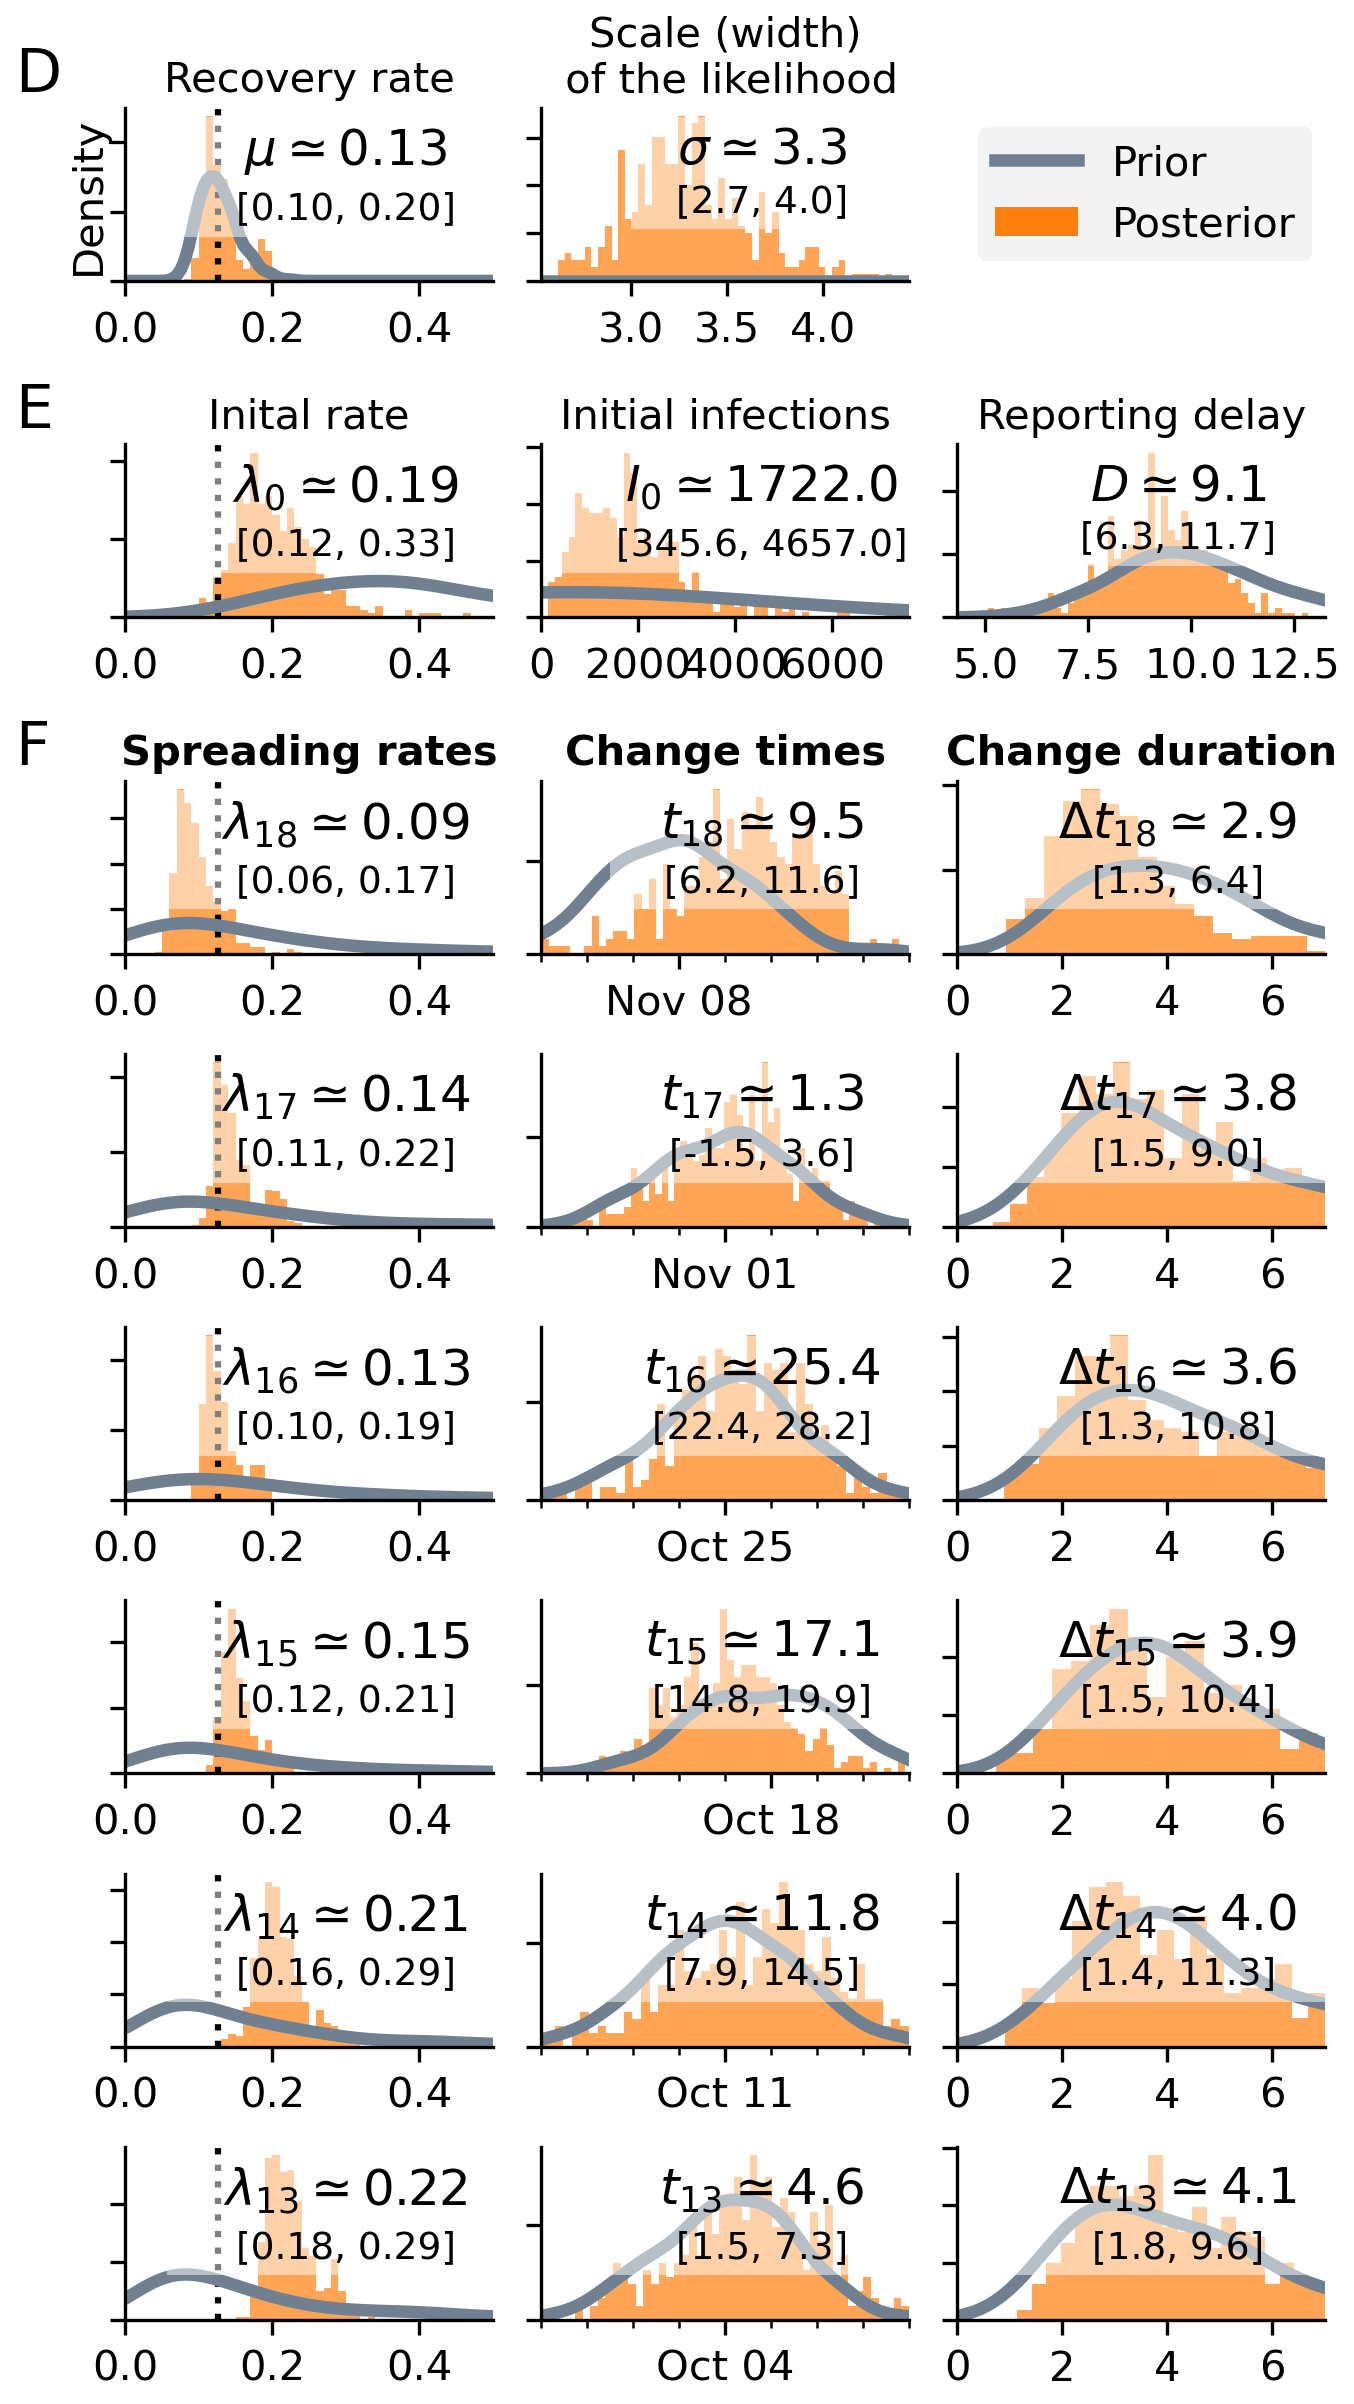 D
Recovery rate
Scale (width)
of the likelihood
Density
μ ≃ 0.13
[0.10, 0.20]
0.0 0.2 0.4
σ ≃ 3.3
[2.7, 4.0]
3.0 3.5 4.0
Prior
Posterior
E
Inital rate
λ0 ≃ 0.19
[0.12, 0.33]
0.0 0.2 0.4
Initial infections
I0 ≃ 1722.0
[345.6, 4657.0]
0 2000 4000 6000
Reporting delay
D ≃ 9.1
[6.3, 11.7]
5.0 7.5 10.0 12.5
F
Spreading rates
Change times
Change duration
λ18 ≃ 0.09
[0.06, 0.17]
0.0 0.2 0.4
t18 ≃ 9.5
[6.2, 11.6]
Nov 08
Δt18 ≃ 2.9
[1.3, 6.4]
0 2 4 6
λ17 ≃ 0.14
[0.11, 0.22]
0.0 0.2 0.4
t17 ≃ 1.3
[-1.5, 3.6]
Nov 01
Δt17 ≃ 3.8
[1.5, 9.0]
0 2 4 6
λ16 ≃ 0.13
[0.10, 0.19]
0.0 0.2 0.4
t16 ≃ 25.4
[22.4, 28.2]
Oct 25
Δt16 ≃ 3.6
[1.3, 10.8]
0 2 4 6
λ15 ≃ 0.15
[0.12, 0.21]
0.0 0.2 0.4
t15 ≃ 17.1
[14.8, 19.9]
Oct 18
Δt15 ≃ 3.9
[1.5, 10.4]
0 2 4 6
λ14 ≃ 0.21
[0.16, 0.29]
0.0 0.2 0.4
t14 ≃ 11.8
[7.9, 14.5]
Oct 11
Δt14 ≃ 4.0
[1.4, 11.3]
0 2 4 6
λ13 ≃ 0.22
[0.18, 0.29]
0.0 0.2 0.4
t13 ≃ 4.6
[1.5, 7.3]
Oct 04
Δt13 ≃ 4.1
[1.8, 9.6]
0 2 4 6